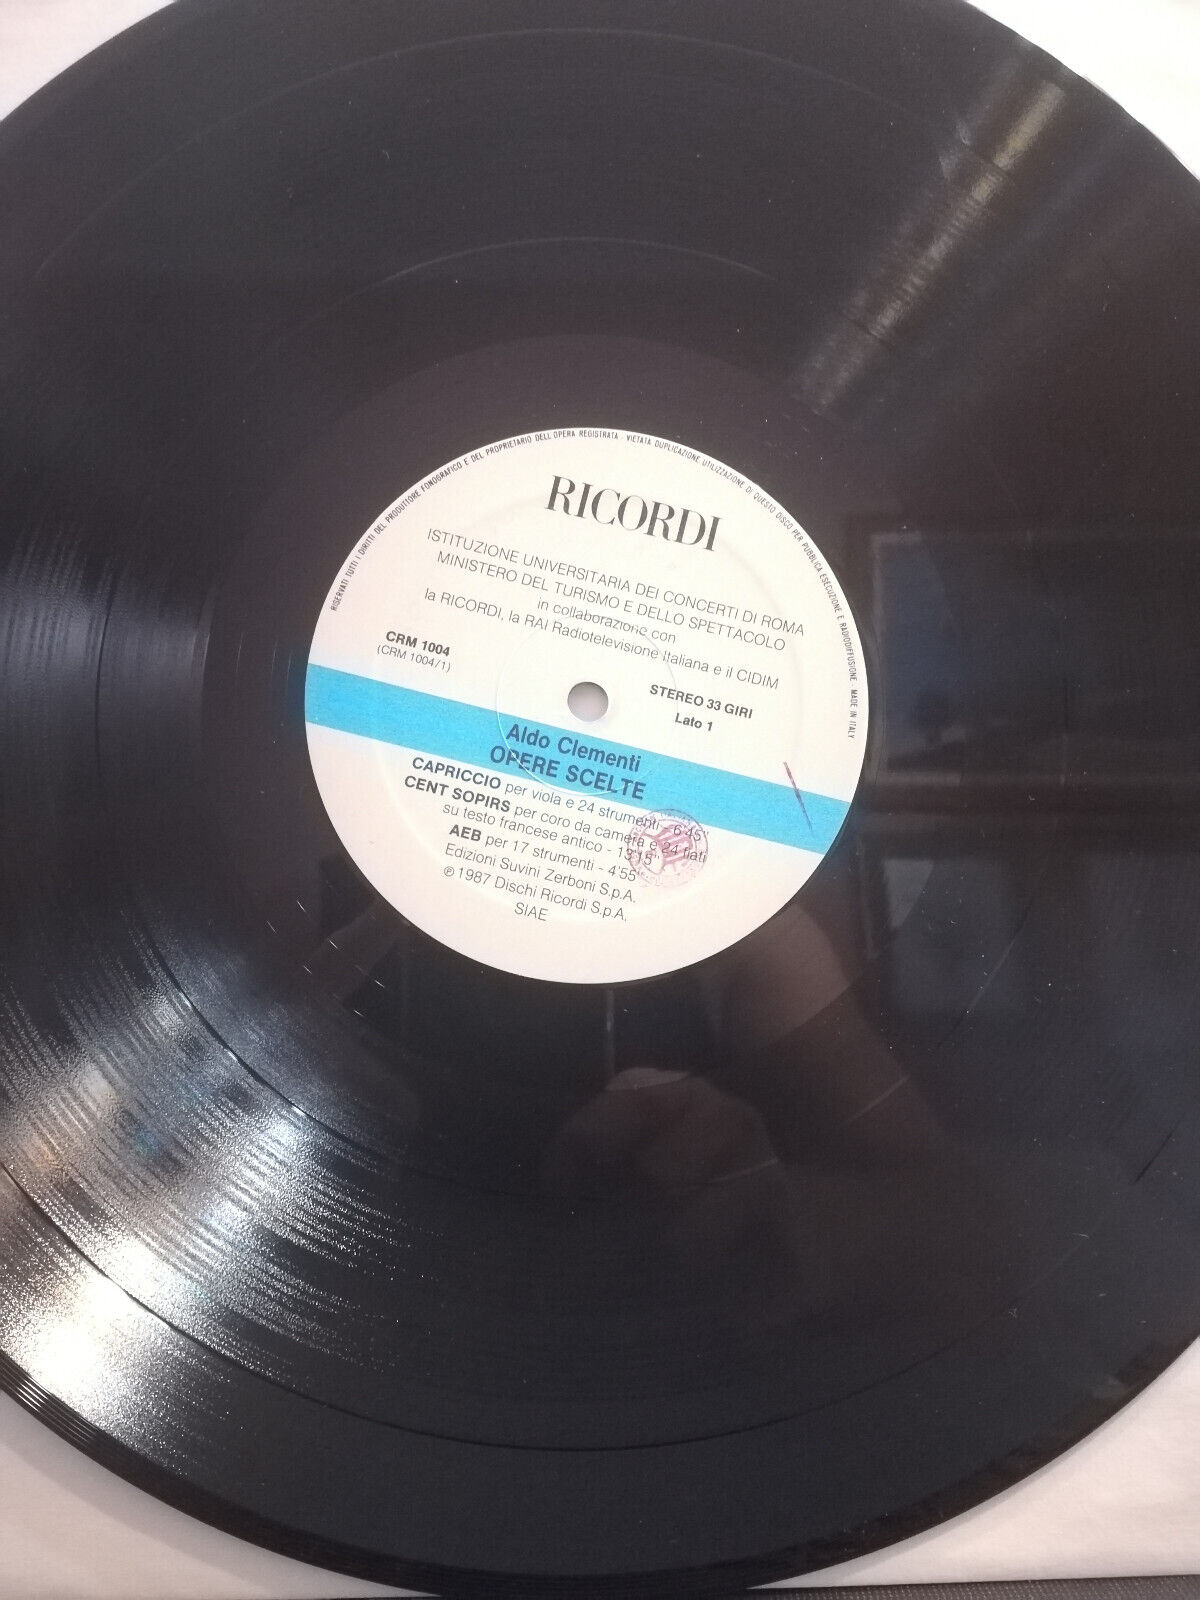 RISERVATI TUTTI I DIRITTI DEL PRODUTTORE FONOGRAFICO E DEL PROPRIETARIO DELL'OPERA REGISTRATA - VIETATA DUPLICAZIONE UTILIZZAZIONE DI QUESTO DISCO PER PUBBLICA ESECUZIONE E RADIODIFFUSIONE - MADE IN ITALY
RICORDI
ISTITUZIONE UNIVERSITARIA DEI CONCERTI DI ROMA
MINISTERO DEL TURISMO E DELLO SPETTACOLO
in collaborazione con
la RICORDI, la RAI Radiotelevisione Italiana e il CIDIM
CRM 1004
(CRM 1004/1)
STEREO 33 GIRI
Lato 1
Aldo Clementi
OPERE SCELTE
CAPRICCIO per viola e 24 strumenti - 6'45"
CENT SOPIRS per coro da camera e 24 fiati
su testo francese antico - 13'15"
AEB per 17 strumenti - 4'55"
Edizioni Suvini Zerboni S.p.A.
℗ 1987 Dischi Ricordi S.p.A.
SIAE